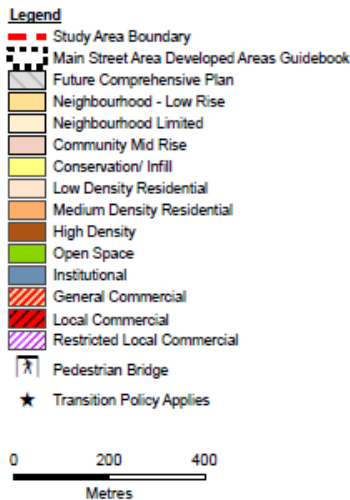 Legend
Study Area Boundary
Main Street Area Developed Areas Guidebook
Future Comprehensive Plan
Neighbourhood - Low Rise
Neighbourhood Limited
Community Mid Rise
Conservation/ Infill
Low Density Residential
Medium Density Residential
High Density
Open Space
Institutional
General Commercial
Local Commercial
Restricted Local Commercial
Pedestrian Bridge
Transition Policy Applies
0 200 400
Metres